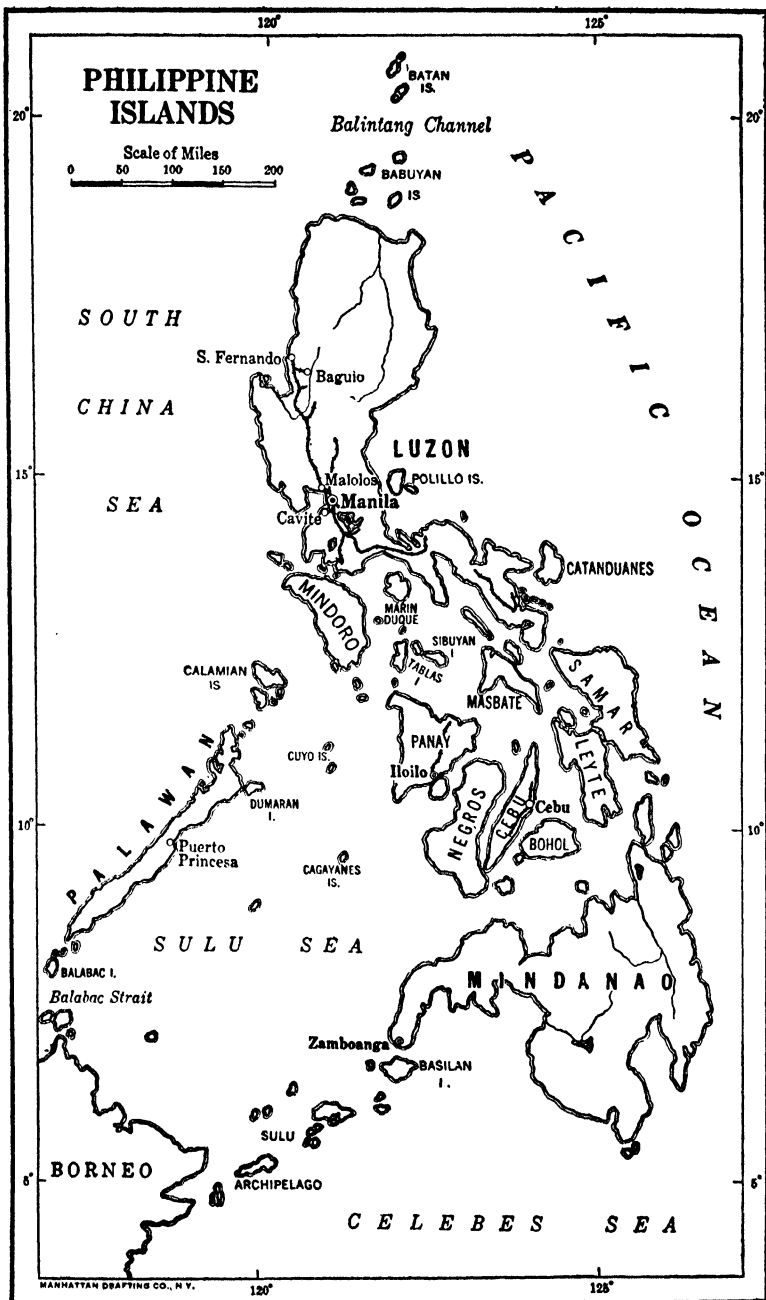 120°
125°
PHILIPPINE
ISLANDS
BATAN
IS.
20°
20°
Balintang Channel
Scale of Miles
0 50 100 150 200
BABUYAN
IS
PACIFIC
OCEAN
SOUTH
CHINA
SEA
S. Fernando
Baguio
LUZON
15°
15°
POLILLO IS.
Malolos
Manila
Cavite
CATANDUANES
MINDORO
MARIN
DUQUE
SIBUYAN
I
TABLAS
I
CALAMIAN
IS
MASBATE
SAMAR
PANAY
LEYTE
CUYO IS.
Iloilo
PALAWAN
DUMARAN
I.
NEGROS
CEBU
Cebu
10°
10°
BOHOL
Puerto
Princesa
CAGAYANES
IS.
SULU SEA
BALABAC I.
MINDANAO
Balabac Strait
Zamboanga
BASILAN
I.
SULU
ARCHIPELAGO
BORNEO
5°
5°
CELEBES SEA
MANHATTAN DRAFTING CO., N.Y.
120°
125°